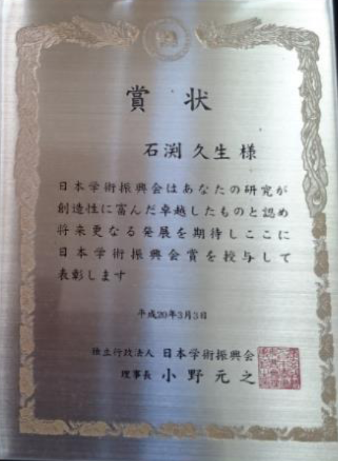 賞状
石渕久生様
日本学術振興会はあなたの研究が
創造性に富んだ卓越したものと認め
将来更なる発展を期待しここに
日本学術振興会賞を授与して
表彰します
平成20年3月3日
独立行政法人 日本学術振興会
理事長 小野元之